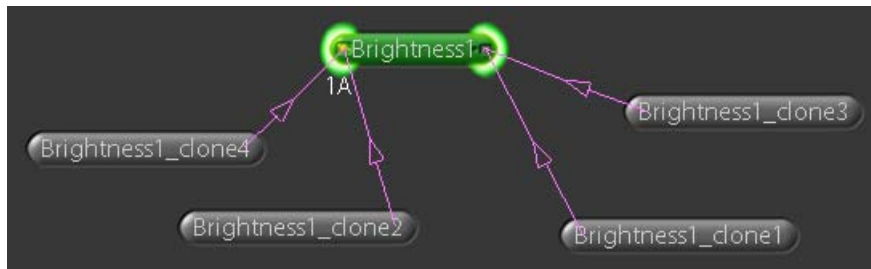 Brightness1
1A
Brightness1_clone3
Brightness1_clone4
Brightness1_clone2
Brightness1_clone1